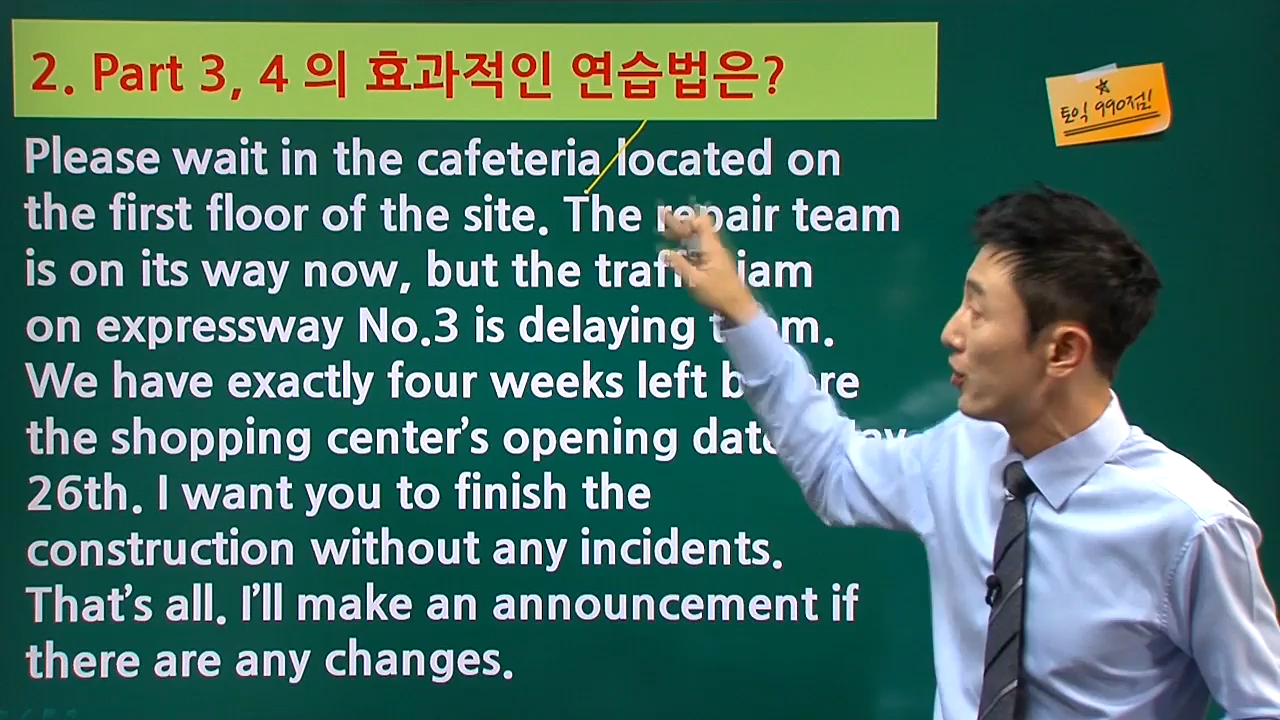 2. Part 3, 4 의 효과적인 연습법은?
토익 990점!
Please wait in the cafeteria located on
the first floor of the site. The repair team
is on its way now, but the traffic jam
on expressway No.3 is delaying
We have exactly four weeks left before
the shopping center's opening date
26th. I want you to finish the
construction without any incidents.
That's all. I'll make an announcement if
there are any changes.